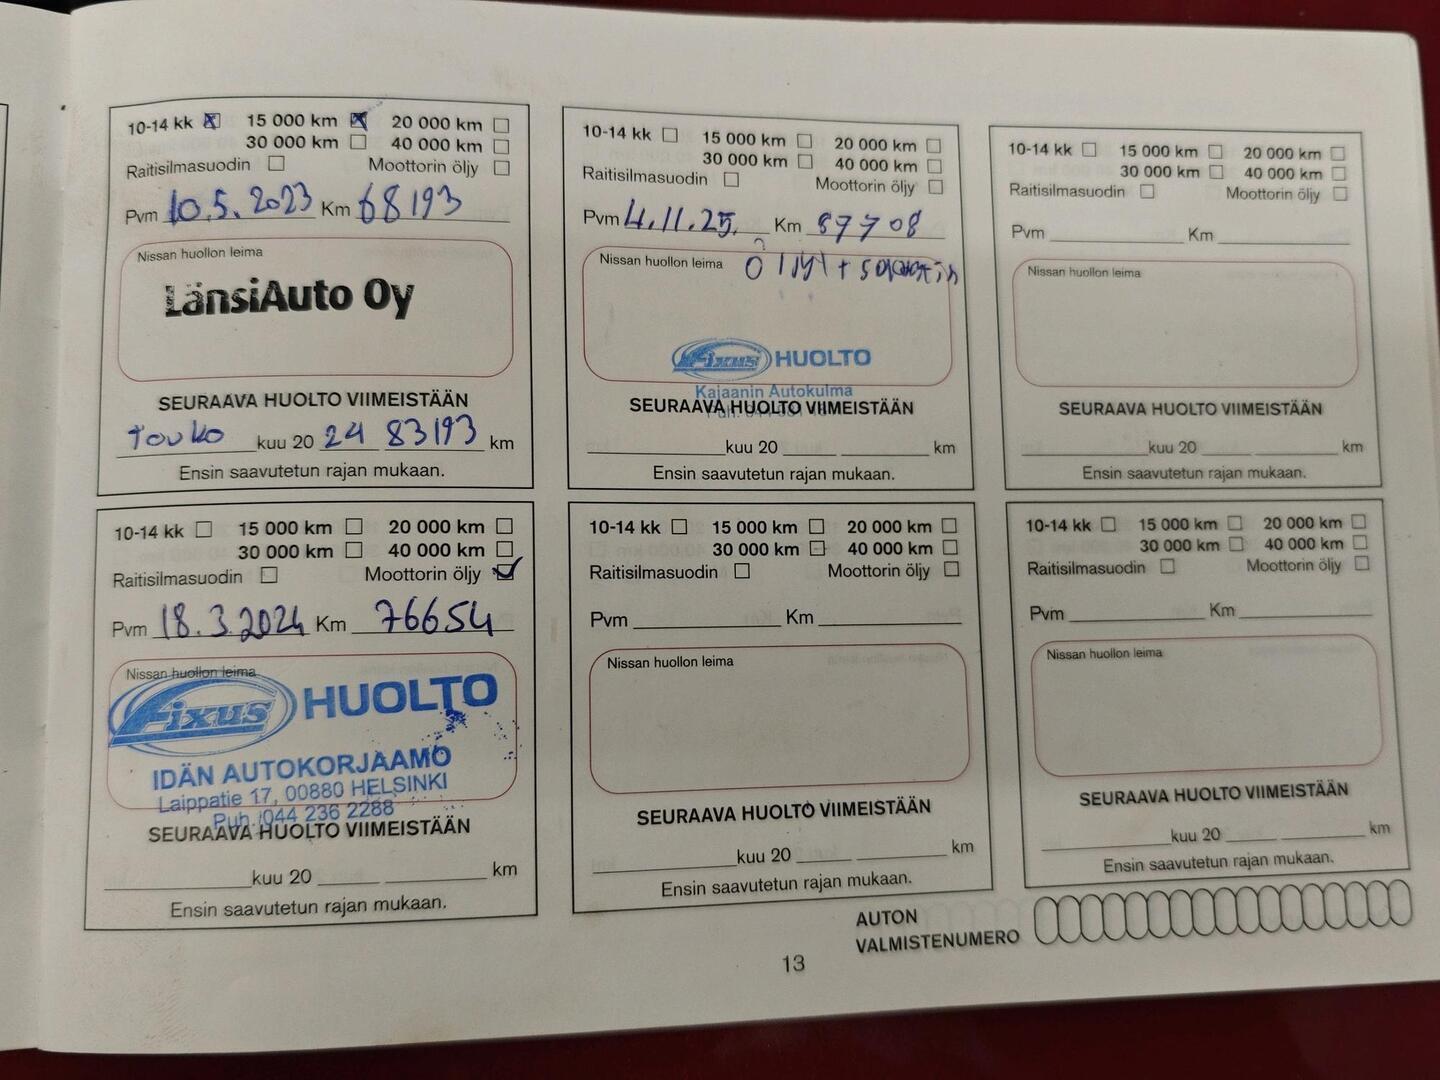 10-14 kk 15 000 km 20 000 km
30 000 km 40 000 km
Raitisilmasuodin Moottorin öljy
Pvm 10.5.2023 Km 68193
Nissan huollon leima
LänsiAuto Oy
SEURAAVA HUOLTO VIIMEISTÄÄN
touko kuu 20 24 83193 km
Ensin saavutetun rajan mukaan.
10-14 kk 15 000 km 20 000 km
30 000 km 40 000 km
Raitisilmasuodin Moottorin öljy
Pvm 18.3.2024 Km 76654
Nissan huollon leima
Fixus HUOLTO
IDÄN AUTOKORJAAMO
Laippatie 17, 00880 HELSINKI
Puh. 044 236 2288
SEURAAVA HUOLTO VIIMEISTÄÄN
kuu 20 km
Ensin saavutetun rajan mukaan.
10-14 kk 15 000 km 20 000 km
30 000 km 40 000 km
Raitisilmasuodin Moottorin öljy
Pvm 4.11.25. Km 87708
Nissan huollon leima öljyt +
Fixus HUOLTO
Kajaanin Autokulma
SEURAAVA HUOLTO VIIMEISTÄÄN
kuu 20 km
Ensin saavutetun rajan mukaan.
10-14 kk 15 000 km 20 000 km
30 000 km 40 000 km
Raitisilmasuodin Moottorin öljy
Pvm Km
Nissan huollon leima
SEURAAVA HUOLTO VIIMEISTÄÄN
kuu 20 km
Ensin saavutetun rajan mukaan.
10-14 kk 15 000 km 20 000 km
30 000 km 40 000 km
Raitisilmasuodin Moottorin öljy
Pvm Km
Nissan huollon leima
SEURAAVA HUOLTO VIIMEISTÄÄN
kuu 20 km
Ensin saavutetun rajan mukaan.
10-14 kk 15 000 km 20 000 km
30 000 km 40 000 km
Raitisilmasuodin Moottorin öljy
Pvm Km
Nissan huollon leima
SEURAAVA HUOLTO VIIMEISTÄÄN
kuu 20 km
Ensin saavutetun rajan mukaan.
AUTON
VALMISTENUMERO
13